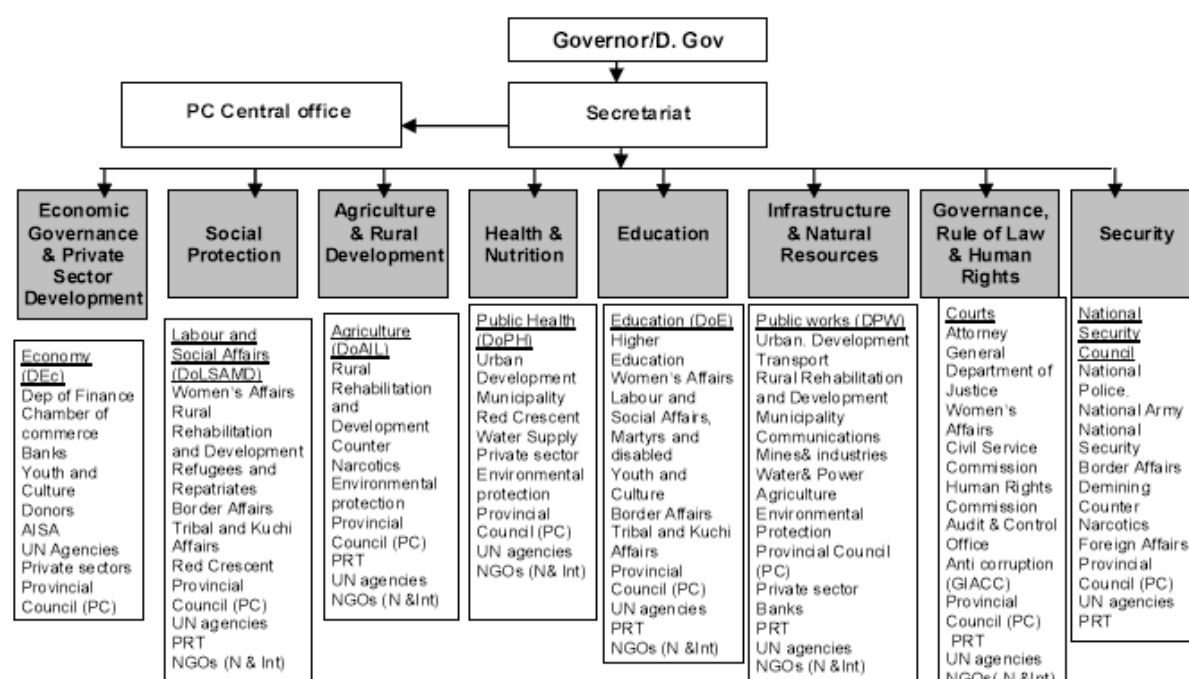 Governor/D. Gov
PC Central office
Secretariat
Economic
Governance
& Private
Sector
Development
Social
Protection
Agriculture
& Rural
Development
Health &
Nutrition
Education
Infrastructure
& Natural
Resources
Governance,
Rule of Law
& Human
Rights
Security
Economy
(DEc)
Dep of Finance
Chamber of
commerce
Banks
Youth and
Culture
Donors
AISA
UN Agencies
Private sectors
Provincial
Council (PC)
Labour and
Social Affairs
(DoLSAMD)
Women's Affairs
Rural
Rehabilitation
and Development
Refugees and
Repatriates
Border Affairs
Tribal and Kuchi
Affairs
Red Crescent
Provincial
Council (PC)
UN agencies
PRT
NGOs (N & Int)
Agriculture
(DoAIL)
Rural
Rehabilitation
and
Development
Counter
Narcotics
Environmental
protection
Provincial
Council (PC)
PRT
UN agencies
NGOs (N &Int)
Public Health
(DoPH)
Urban
Development
Municipality
Red Crescent
Water Supply
Private sector
Environmental
protection
Provincial
Council (PC)
UN agencies
NGOs (N& Int)
Education (DoE)
Higher
Education
Women's Affairs
Labour and
Social Affairs,
Martyrs and
disabled
Youth and
Culture
Border Affairs
Tribal and Kuchi
Affairs
Provincial
Council (PC)
UN agencies
PRT
NGOs (N &Int)
Public works (DPW)
Urban. Development
Transport
Rural Rehabilitation
and Development
Municipality
Communications
Mines& industries
Water& Power
Agriculture
Environmental
Protection
Provincial Council
(PC)
Private sector
Banks
PRT
UN agencies
NGOs (N &Int)
Courts
Attorney
General
Department of
Justice
Women's
Affairs
Civil Service
Commission
Human Rights
Commission
Audit & Control
Office
Anti corruption
(GIACC)
Provincial
Council (PC)
PRT
UN agencies
NGOs( N &Int)
National
Security
Council
National
Police.
National Army
National
Security
Border Affairs
Demining
Counter
Narcotics
Foreign Affairs
Provincial
Council (PC)
UN agencies
PRT